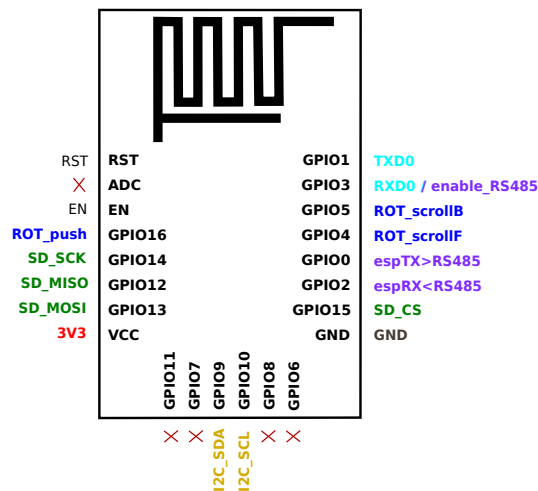 RST RST GPIO1 TXD0
ADC GPIO3 RXD0 / enable_RS485
EN EN GPIO5 ROT_scrollB
ROT_push GPIO16 GPIO4 ROT_scrollF
SD_SCK GPIO14 GPIO0 espTX>RS485
SD_MISO GPIO12 GPIO2 espRX<RS485
SD_MOSI GPIO13 GPIO15 SD_CS
3V3 VCC GND GND
GPIO11
GPIO7
GPIO9
GPIO10
GPIO8
GPIO6
I2C_SDA
I2C_SCL